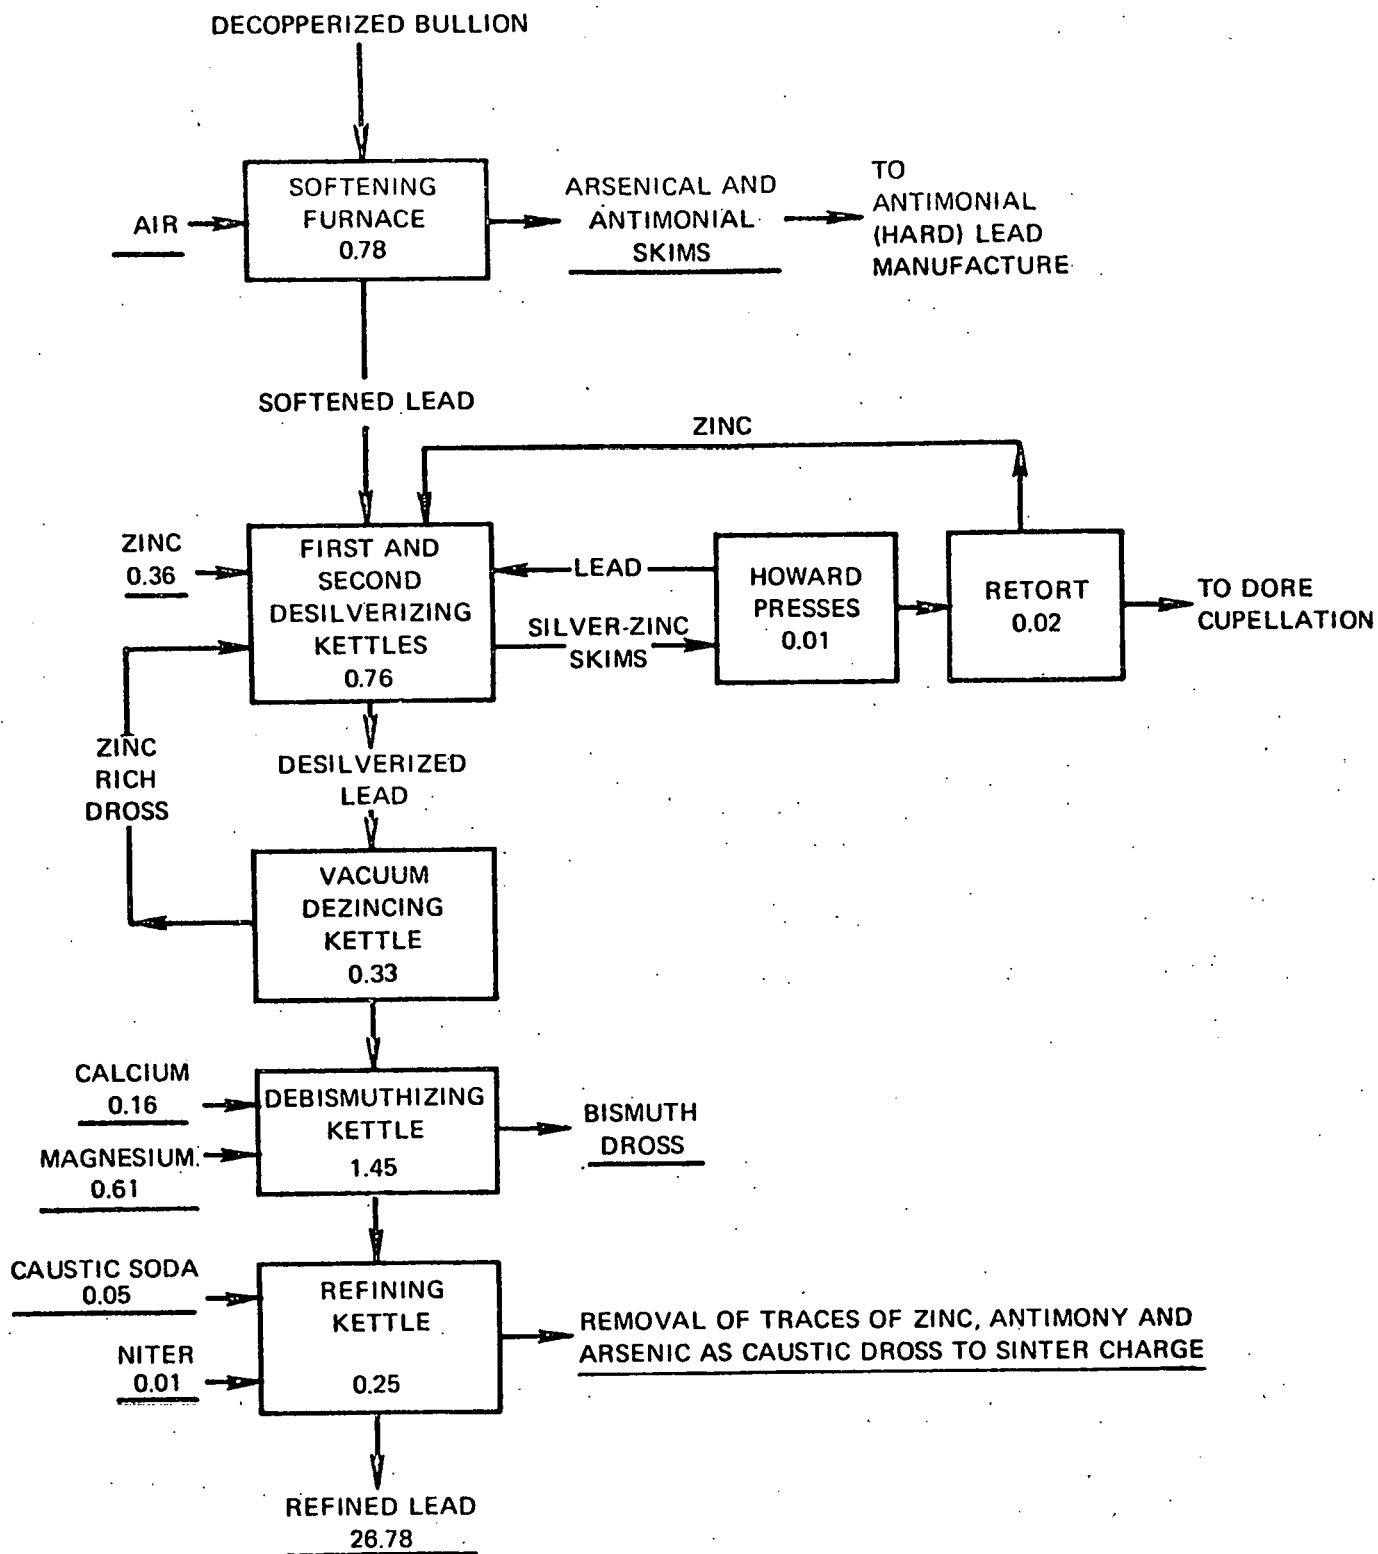 DECOPPERIZED BULLION
SOFTENING
FURNACE
0.78
AIR
ARSENICAL AND
ANTIMONIAL
SKIMS
TO
ANTIMONIAL
(HARD) LEAD
MANUFACTURE
SOFTENED LEAD
ZINC
ZINC
0.36
FIRST AND
SECOND
DESILVERIZING
KETTLES
0.76
LEAD
SILVER-ZINC
SKIMS
HOWARD
PRESSES
0.01
RETORT
0.02
TO DORE
CUPELLATION
ZINC
RICH
DROSS
DESILVERIZED
LEAD
VACUUM
DEZINCING
KETTLE
0.33
CALCIUM
0.16
MAGNESIUM
0.61
DEBISMUTHIZING
KETTLE
1.45
BISMUTH
DROSS
CAUSTIC SODA
0.05
NITER
0.01
REFINING
KETTLE
0.25
REMOVAL OF TRACES OF ZINC, ANTIMONY AND
ARSENIC AS CAUSTIC DROSS TO SINTER CHARGE
REFINED LEAD
26.78